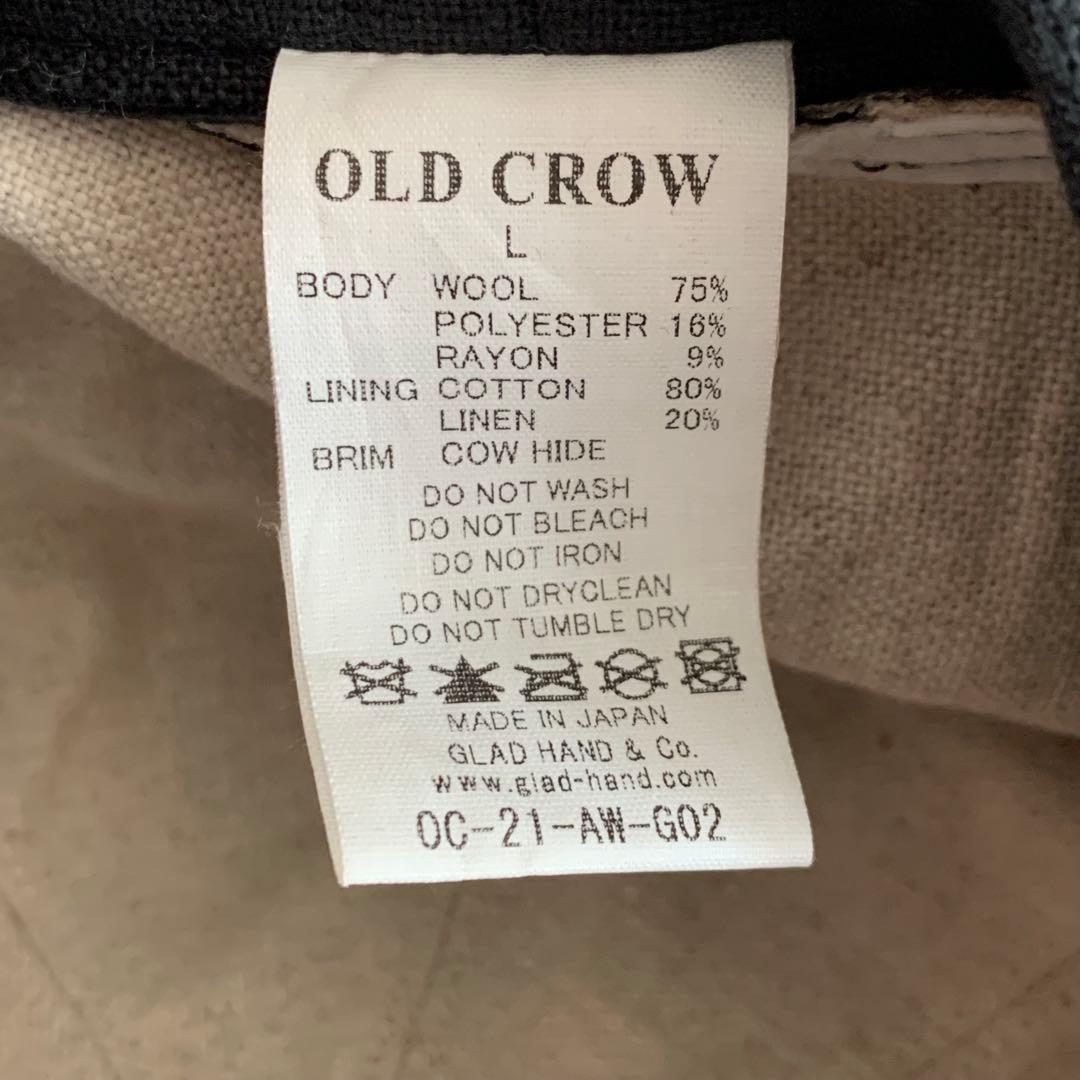 OLD CROW
L
BODY WOOL 75%
POLYESTER 16%
RAYON 9%
LINING COTTON 80%
LINEN 20%
BRIM COW HIDE
DO NOT WASH
DO NOT BLEACH
DO NOT IRON
DO NOT DRYCLEAN
DO NOT TUMBLE DRY
MADE IN JAPAN
GLAD HAND & Co.
www.glad-hand.com
OC-21-AW-G02